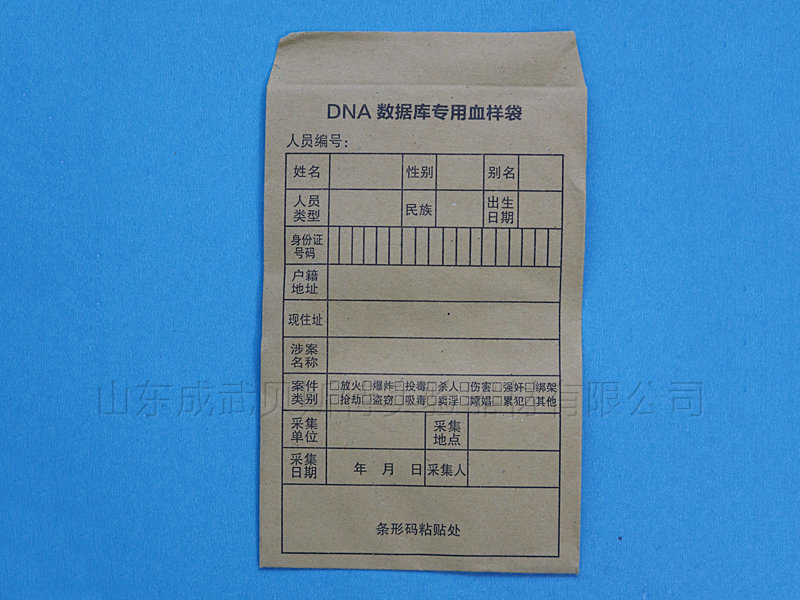 DNA 数据库专用血样袋
人员编号：
姓名 性别 别名
人员类型 民族 出生日期
身份证号码
户籍地址
现住址
涉案名称
案件类别 □放火□爆炸□投毒□杀人□伤害□强奸□绑架
□抢劫□盗窃□吸毒□卖淫□嫖娼□累犯□其他
采集单位 采集地点
采集日期 年 月 日 采集人
条形码粘贴处
山东成武贝 有限公司